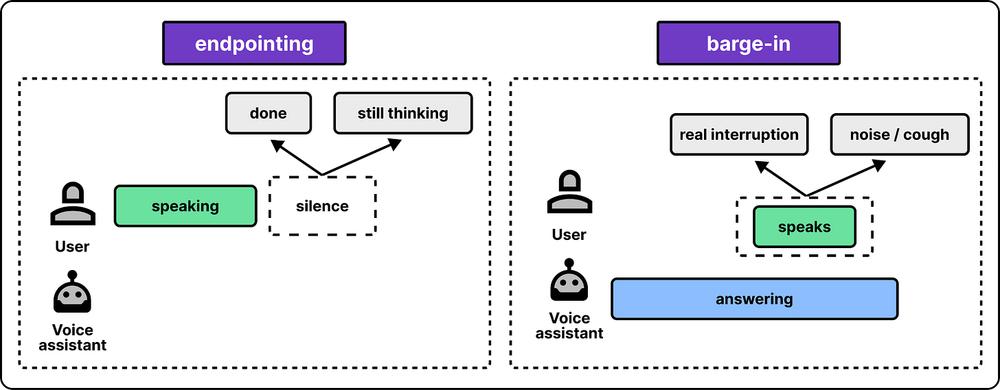 endpointing
done
still thinking
speaking
silence
User
Voice
assistant
barge-in
real interruption
noise / cough
speaks
User
answering
Voice
assistant